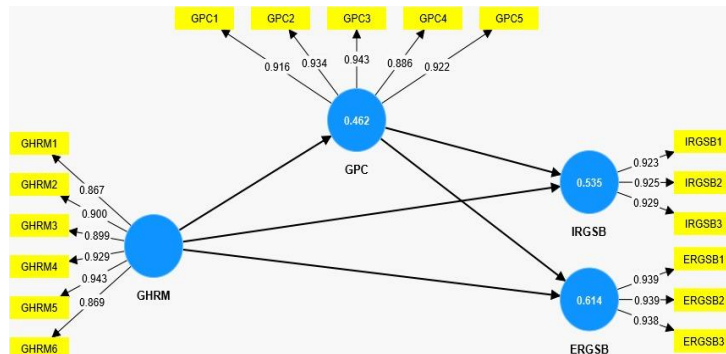 GPC1 GPC2 GPC3 GPC4 GPC5
0.916 0.934 0.943 0.886 0.922
0.462
GPC
GHRM1
GHRM2
GHRM3
GHRM4
GHRM5
GHRM6
0.867
0.900
0.899
0.929
0.943
0.869
GHRM
0.535
IRGSB
0.923
0.925
0.929
IRGSB1
IRGSB2
IRGSB3
0.614
ERGSB
0.939
0.939
0.938
ERGSB1
ERGSB2
ERGSB3